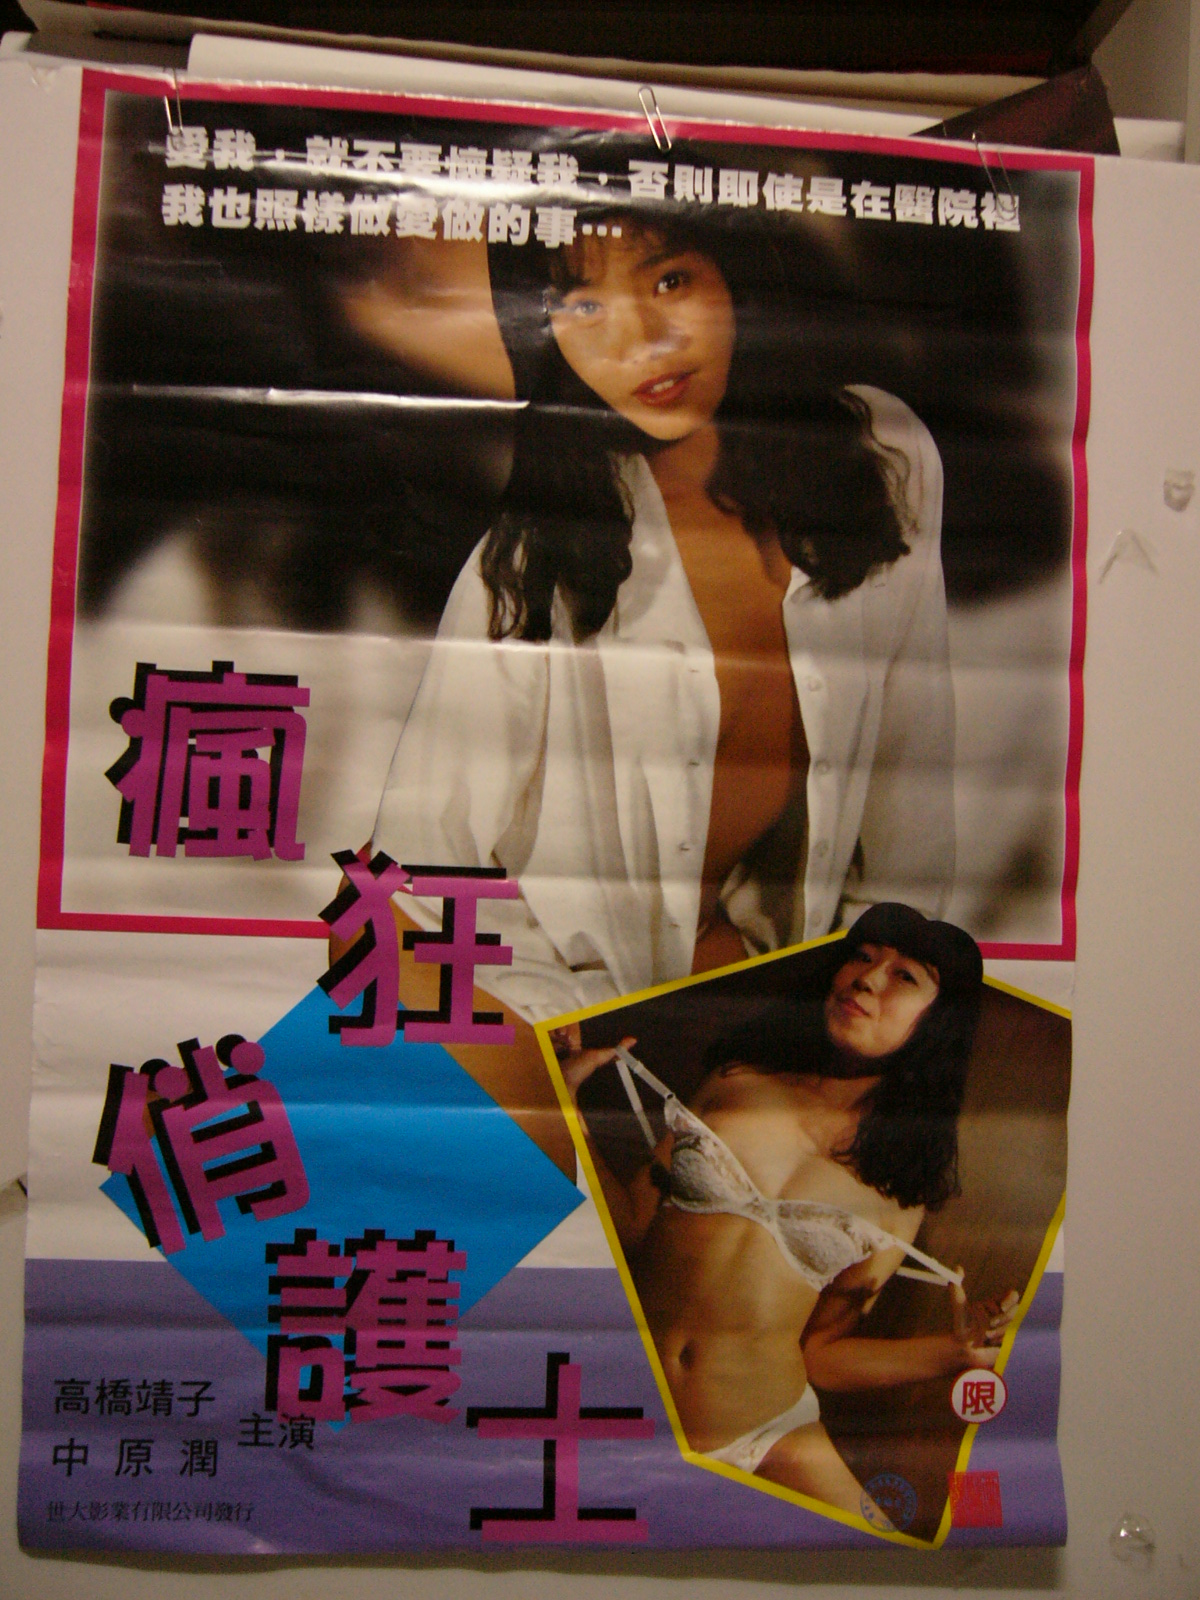 愛我，就不要懷疑我，否則即使是在醫院裡
我也照樣做愛做的事…
瘋
狂
俏
護
士
高橋靖子
中原潤
主演
世大影業有限公司發行
限